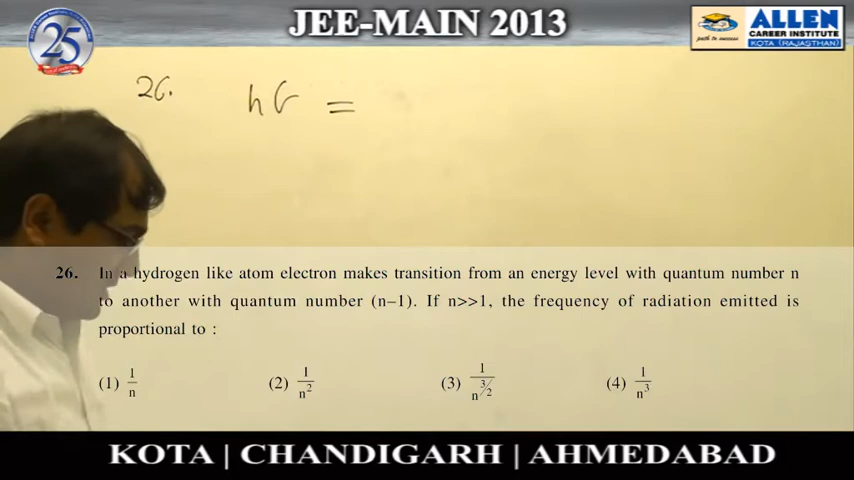 JEE-MAIN 2013
25
path to success
ALLEN
CAREER INSTITUTE
KOTA (RAJASTHAN)
26. hν =
26. In a hydrogen like atom electron makes transition from an energy level with quantum number n
to another with quantum number (n–1). If n>>1, the frequency of radiation emitted is
proportional to :
(1) 1/n (2) 1/n² (3) 1/n^3/2 (4) 1/n³
KOTA | CHANDIGARH | AHMEDABAD